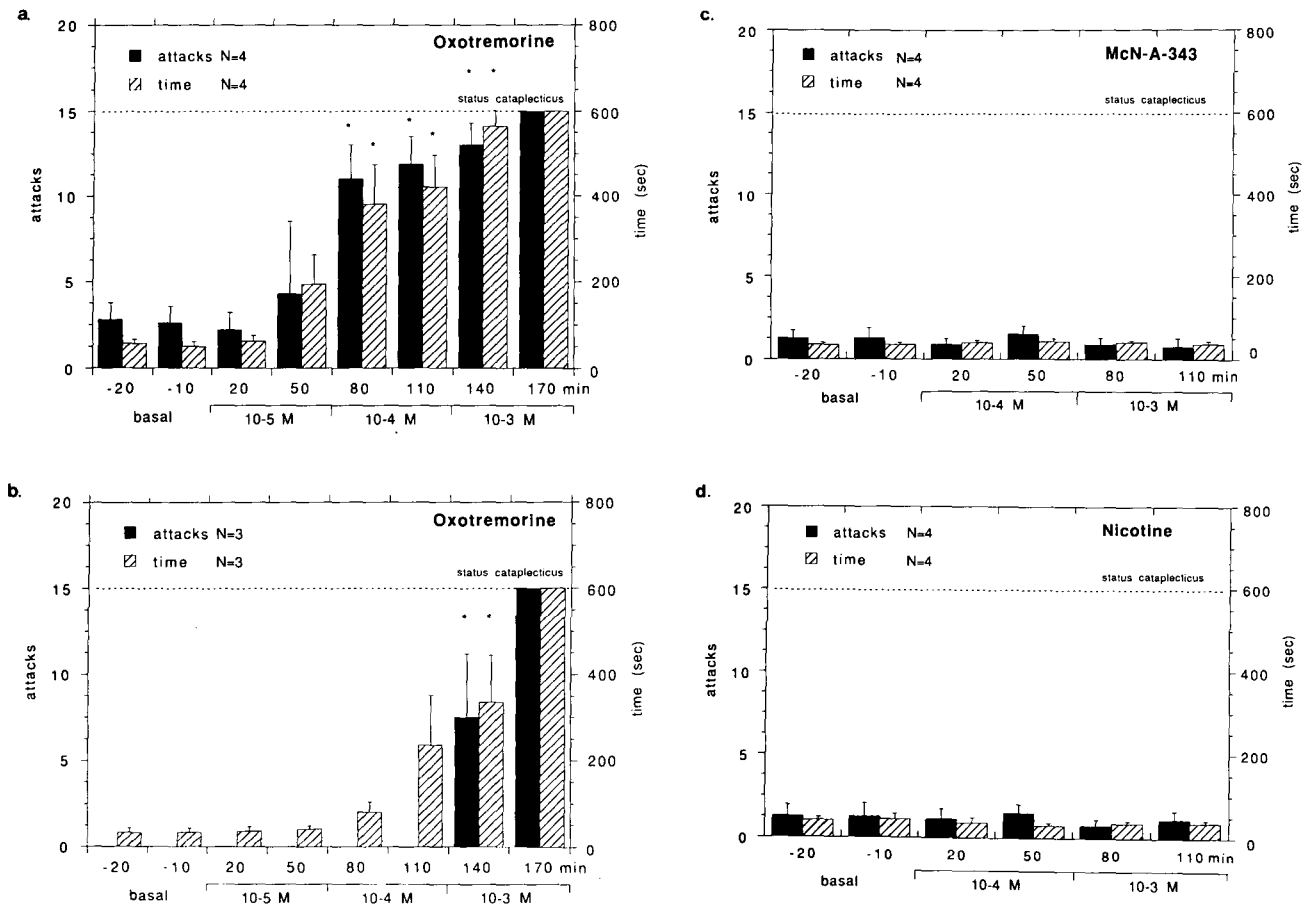 a.
Oxotremorine
attacks N=4
time N=4
status cataplecticus
20
15
10
5
0
attacks
800
600
400
200
0
time (sec)
* * * * * *
-20 -10 20 50 80 110 140 170 min
basal 10-5 M 10-4 M 10-3 M
b.
Oxotremorine
attacks N=3
time N=3
status cataplecticus
20
15
10
5
0
attacks
800
600
400
200
0
time (sec)
* *
-20 -10 20 50 80 110 140 170 min
basal 10-5 M 10-4 M 10-3 M
c.
McN-A-343
attacks N=4
time N=4
status cataplecticus
20
15
10
5
0
attacks
800
600
400
200
0
time (sec)
-20 -10 20 50 80 110 min
basal 10-4 M 10-3 M
d.
Nicotine
attacks N=4
time N=4
status cataplecticus
20
15
10
5
0
attacks
800
600
400
200
0
time (sec)
-20 -10 20 50 80 110 min
basal 10-4 M 10-3 M